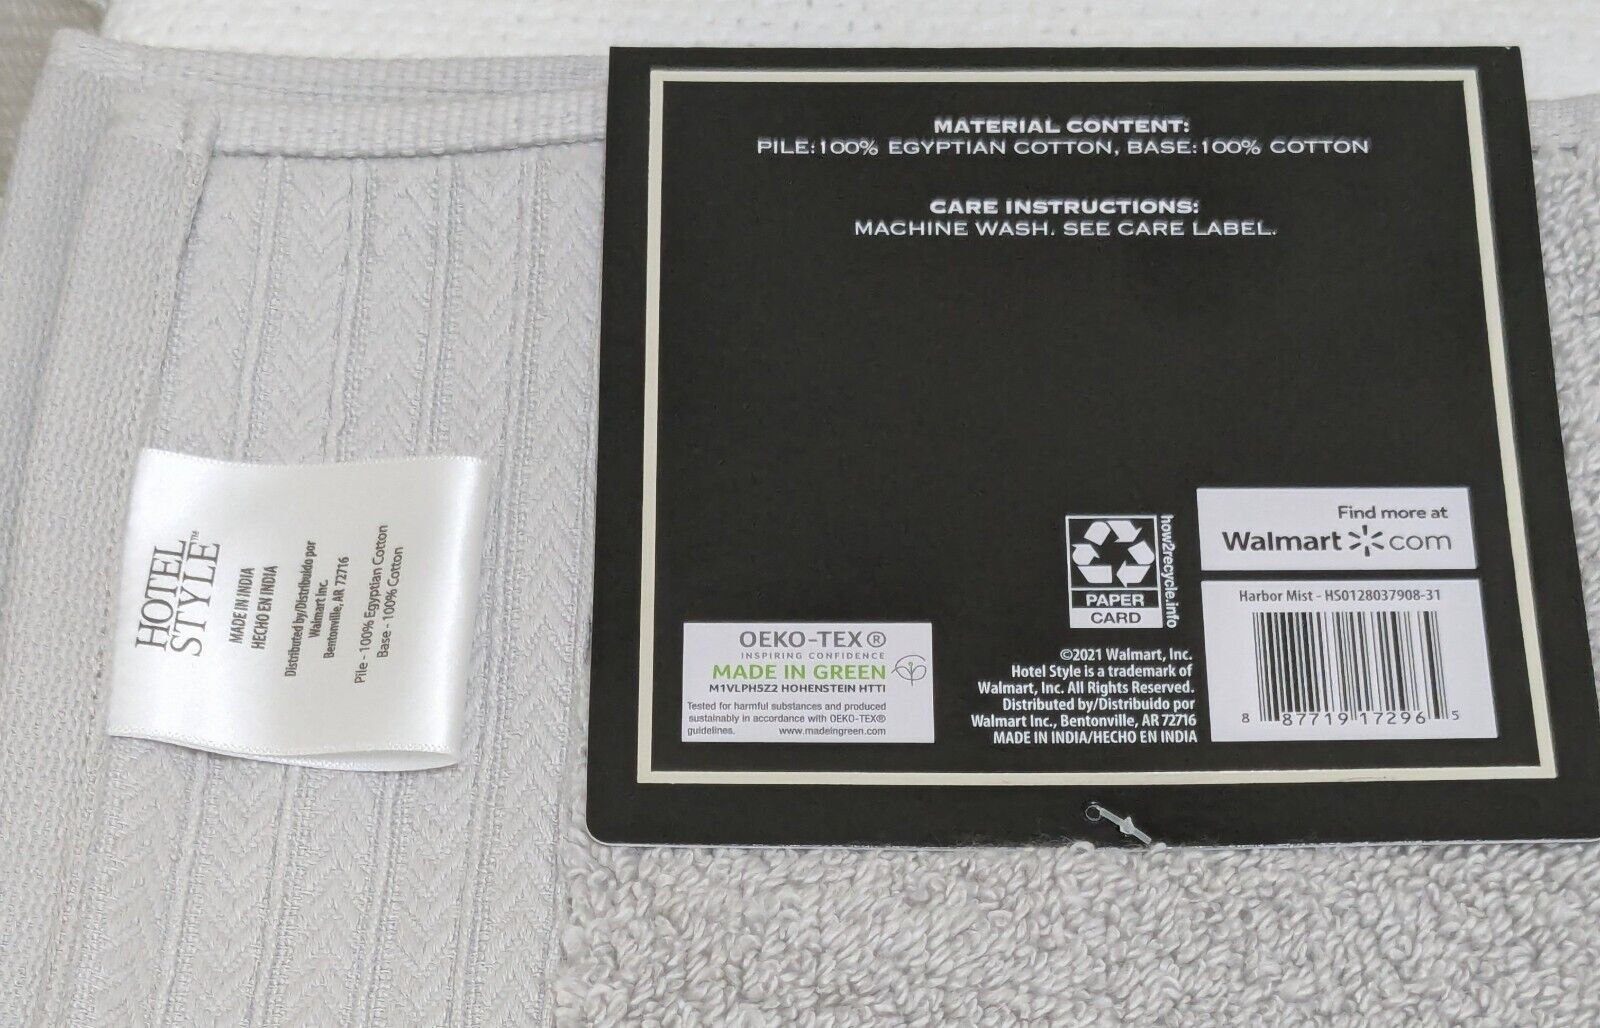 MATERIAL CONTENT:
PILE:100% EGYPTIAN COTTON, BASE:100% COTTON
CARE INSTRUCTIONS:
MACHINE WASH. SEE CARE LABEL.
HOTEL
STYLE™
MADE IN INDIA
HECHO EN INDIA
Distributed by/Distribuido por
Walmart Inc.
Bentonville, AR 72716
Pile - 100% Egyptian Cotton
Base - 100% Cotton
OEKO-TEX®
INSPIRING CONFIDENCE
MADE IN GREEN
M1VLPH5Z2 HOHENSTEIN HTTI
Tested for harmful substances and produced
sustainably in accordance with OEKO-TEX®
guidelines. www.madeingreen.com
PAPER
CARD
how2recycle.info
©2021 Walmart, Inc.
Hotel Style is a trademark of
Walmart, Inc. All Rights Reserved.
Distributed by/Distribuido por
Walmart Inc., Bentonville, AR 72716
MADE IN INDIA/HECHO EN INDIA
Find more at
Walmart com
Harbor Mist - HS0128037908-31
8 87719 17296 5